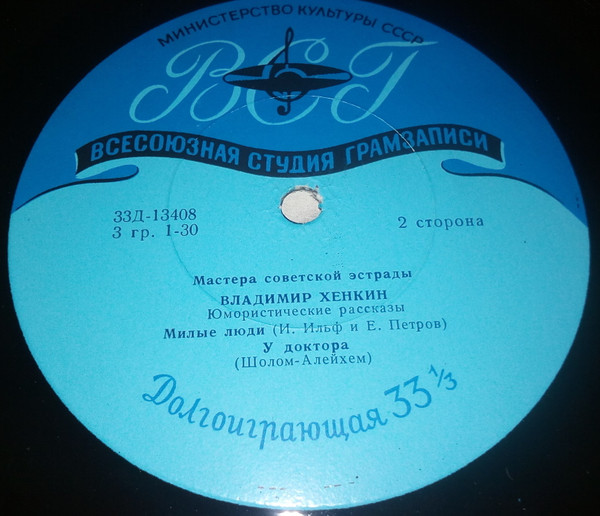 МИНИСТЕРСТВО КУЛЬТУРЫ СССР
ВСГ
ВСЕСОЮЗНАЯ СТУДИЯ ГРАМЗАПИСИ
33Д-13408
3 гр. 1-30
2 сторона
Мастера советской эстрады
ВЛАДИМИР ХЕНКИН
Юмористические рассказы
Милые люди (И. Ильф и Е. Петров)
У доктора
(Шолом-Алейхем)
Долгоиграющая 33 1/3